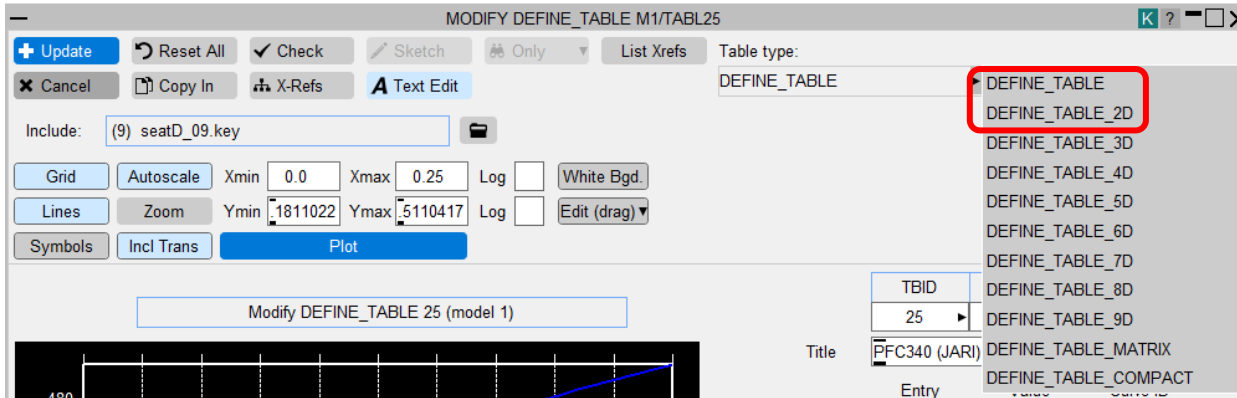 MODIFY DEFINE_TABLE M1/TABL25
K ?
Update Reset All Check Sketch Only List Xrefs Table type:
Cancel Copy In X-Refs A Text Edit DEFINE_TABLE DEFINE_TABLE
DEFINE_TABLE_2D
Include: (9) seatD_09.key
DEFINE_TABLE_3D
Grid Autoscale Xmin 0.0 Xmax 0.25 Log White Bgd. DEFINE_TABLE_4D
DEFINE_TABLE_5D
Lines Zoom Ymin .1811022 Ymax .5110417 Log Edit (drag)
DEFINE_TABLE_6D
Symbols Incl Trans Plot DEFINE_TABLE_7D
TBID DEFINE_TABLE_8D
Modify DEFINE_TABLE 25 (model 1) 25 DEFINE_TABLE_9D
Title PFC340 (JARI) DEFINE_TABLE_MATRIX
DEFINE_TABLE_COMPACT